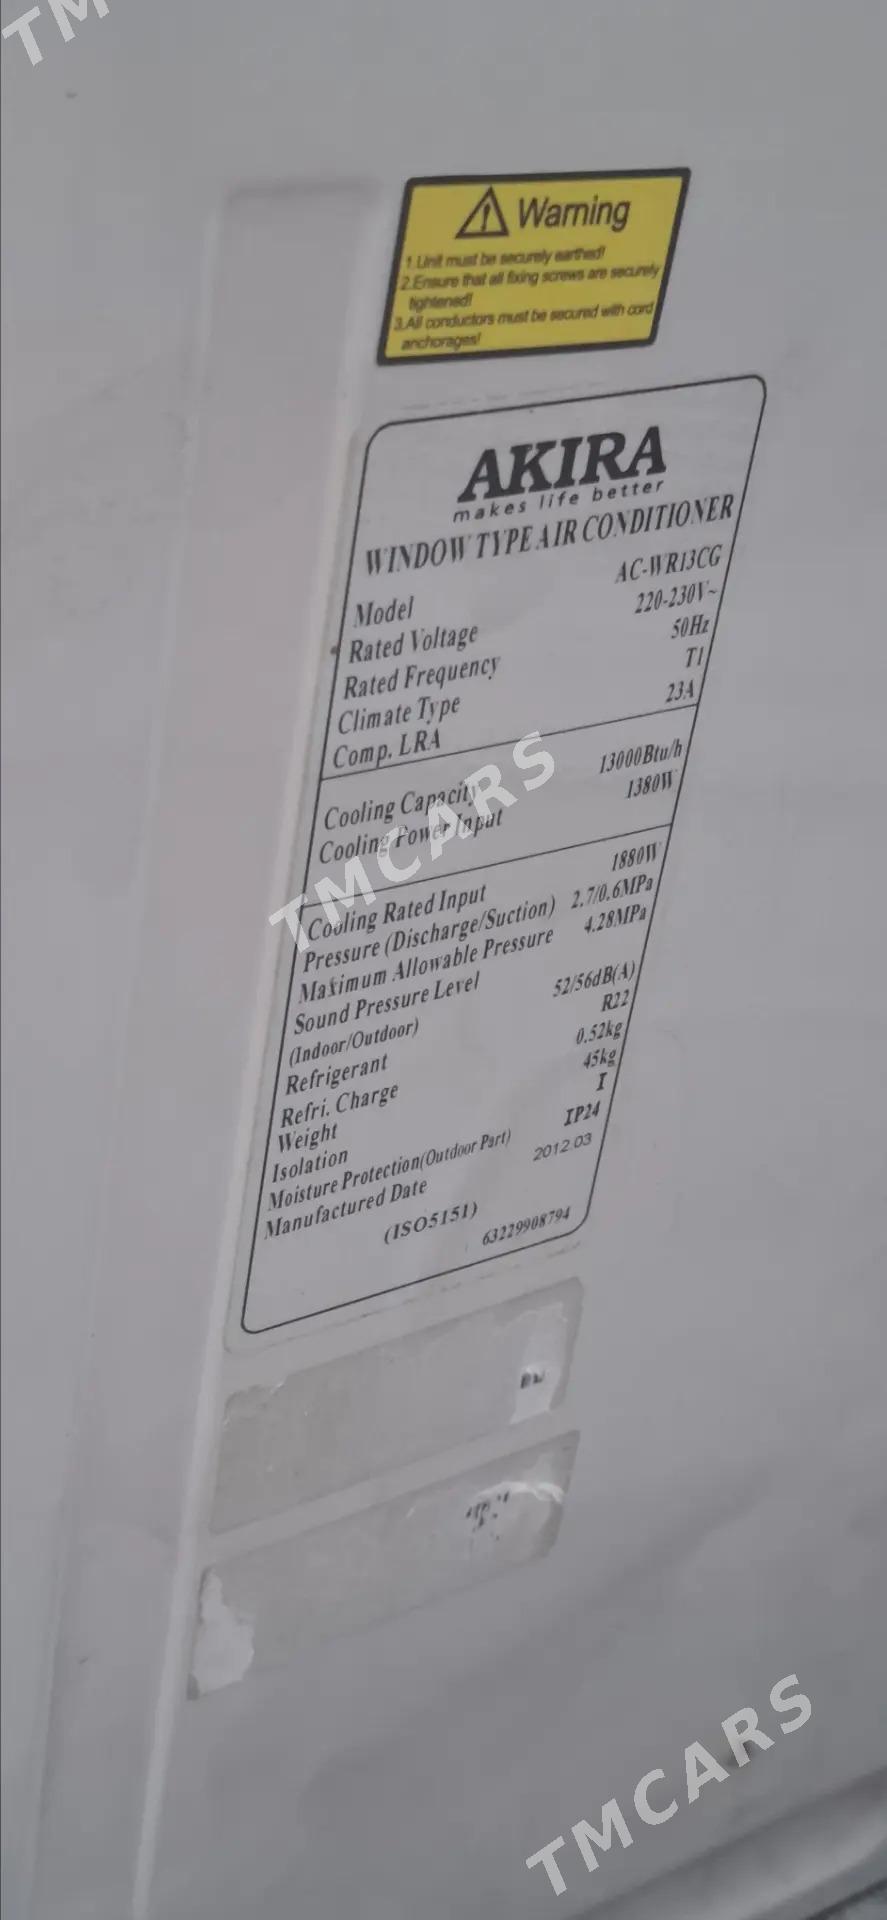 TM
Warning
1.Unit must be securely earthed!
2.Ensure that all fixing screws are securely
tightened!
3.All conductors must be secured with cord
anchorages!
AKIRA
makes life better
WINDOW TYPE AIR CONDITIONER
Model AC-WR13CG
Rated Voltage 220-230V~
Rated Frequency 50Hz
Climate Type T1
Comp. LRA 23A
Cooling Capacity 13000Btu/h
Cooling Power Input 1380W
TMCARS
Cooling Rated Input 1880W
Pressure (Discharge/Suction) 2.7/0.6MPa
Maximum Allowable Pressure 4.28MPa
Sound Pressure Level
(Indoor/Outdoor) 52/56dB(A)
Refrigerant R22
Refri. Charge 0.52kg
Weight 45kg
Isolation I
Moisture Protection(Outdoor Part) IP24
Manufactured Date 2012.03
(ISO5151)
63229908794
TMCARS